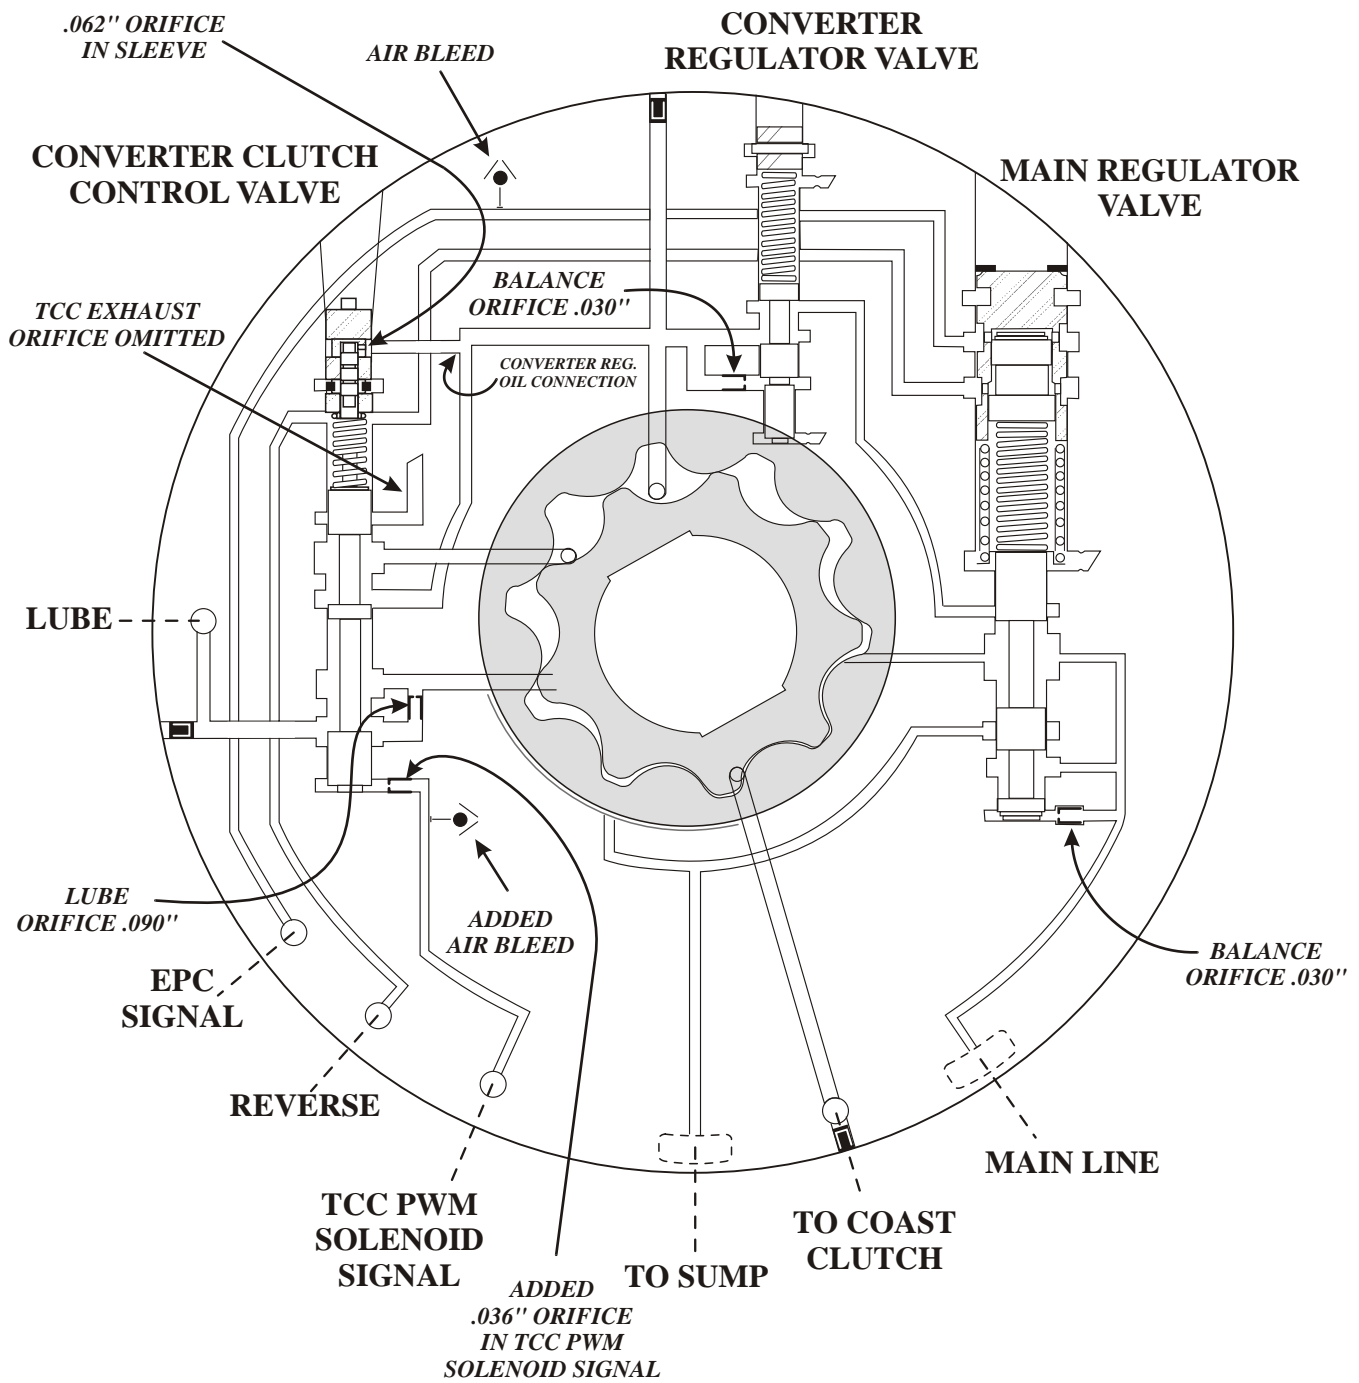 .062" ORIFICE
IN SLEEVE
AIR BLEED
CONVERTER
REGULATOR VALVE
CONVERTER CLUTCH
CONTROL VALVE
MAIN REGULATOR
VALVE
BALANCE
ORIFICE .030"
TCC EXHAUST
ORIFICE OMITTED
CONVERTER REG.
OIL CONNECTION
LUBE
LUBE
ORIFICE .090"
ADDED
AIR BLEED
BALANCE
ORIFICE .030"
EPC
SIGNAL
REVERSE
MAIN LINE
TCC PWM
SOLENOID
SIGNAL
TO COAST
CLUTCH
TO SUMP
ADDED
.036" ORIFICE
IN TCC PWM
SOLENOID SIGNAL